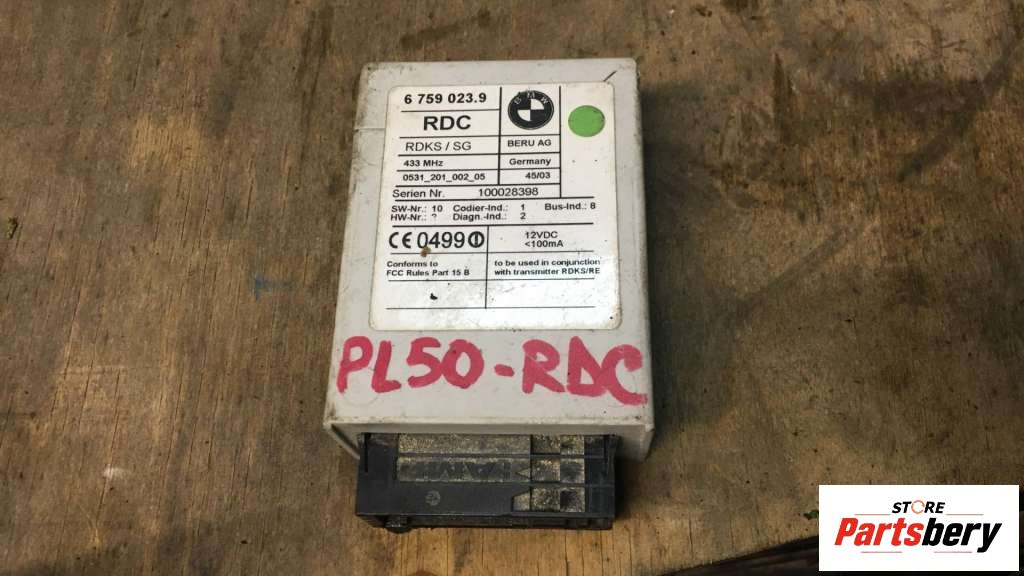 6 759 023.9
BMW
RDC
RDKS / SG
BERU AG
433 MHz
Germany
0531_201_002_05
45/03
Serien Nr. 100028398
SW-Nr.: 10 Codier-Ind.: 1 Bus-Ind.: 8
HW-Nr.: Diagn.-Ind.: 2
CE 0499
12VDC
<100mA
Conforms to
FCC Rules Part 15 B
to be used in conjunction
with transmitter RDKS/RE
PL50-RDC
STORE
Partsbery